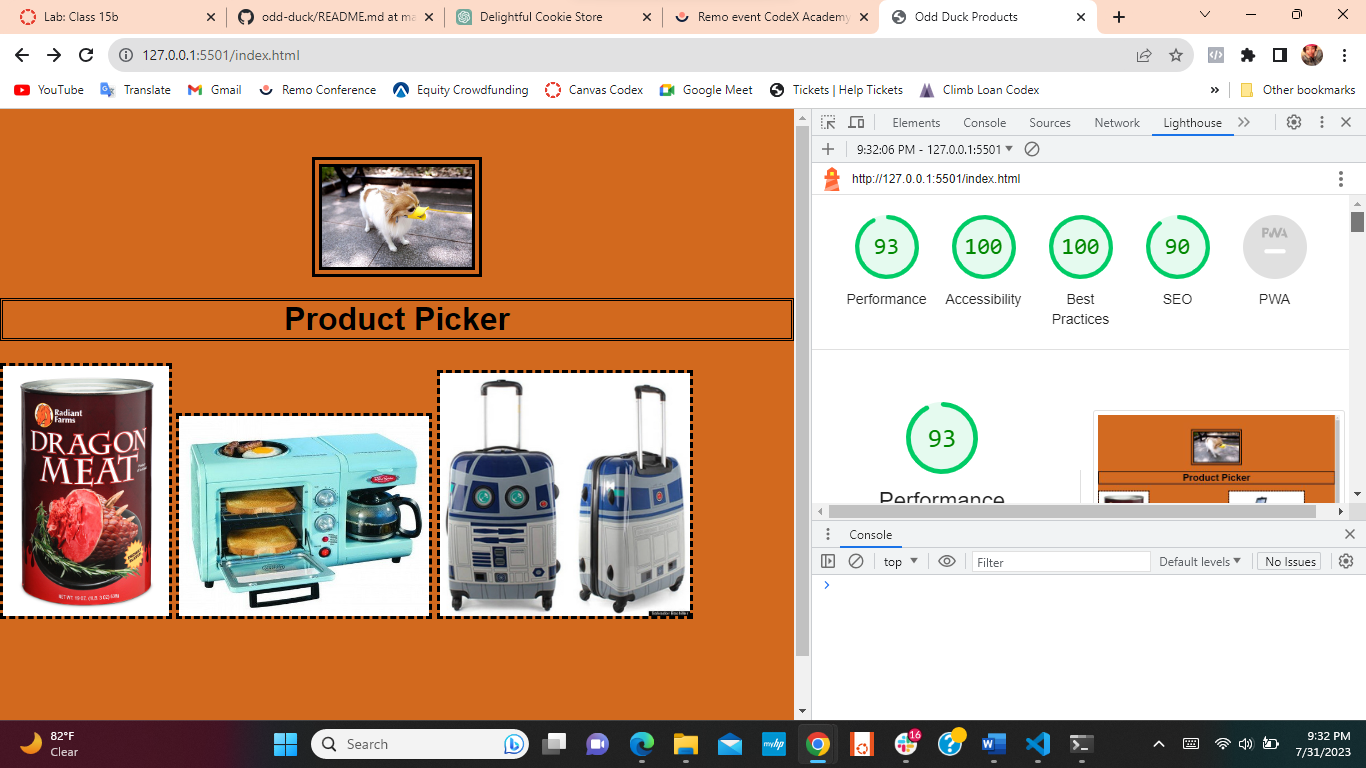 Lab: Class 15b
odd-duck/README.md at ma
Delightful Cookie Store
Remo event CodeX Academy
Odd Duck Products
127.0.0.1:5501/index.html
YouTube
Translate
Gmail
Remo Conference
Equity Crowdfunding
Canvas Codex
Google Meet
Tickets | Help Tickets
Climb Loan Codex
»
Other bookmarks
Product Picker
Radiant
Farms
DRAGON
MEAT
Elements
Console
Sources
Network
Lighthouse
9:32:06 PM - 127.0.0.1:5501
http://127.0.0.1:5501/index.html
93
100
100
90
PWA
Performance
Accessibility
Best
Practices
SEO
PWA
93
Performance
Product Picker
Console
top
Filter
Default levels
No Issues
82°F
Clear
Search
myhp
16
9:32 PM
7/31/2023